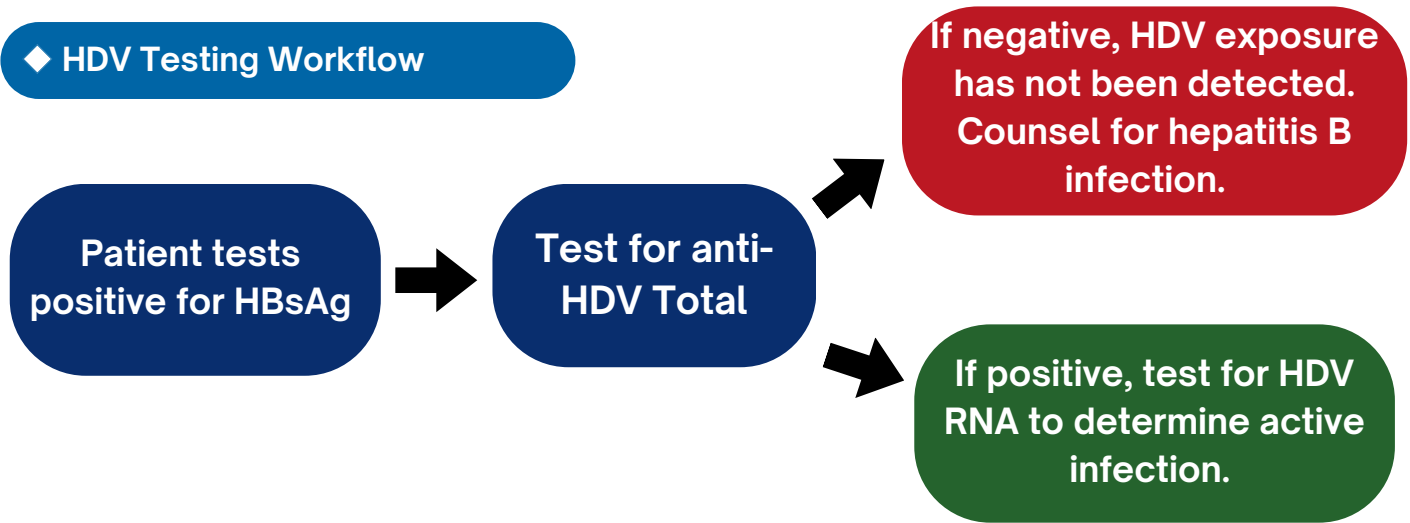 HDV Testing Workflow
Patient tests
positive for HBsAg
Test for anti-
HDV Total
If negative, HDV exposure
has not been detected.
Counsel for hepatitis B
infection.
If positive, test for HDV
RNA to determine active
infection.